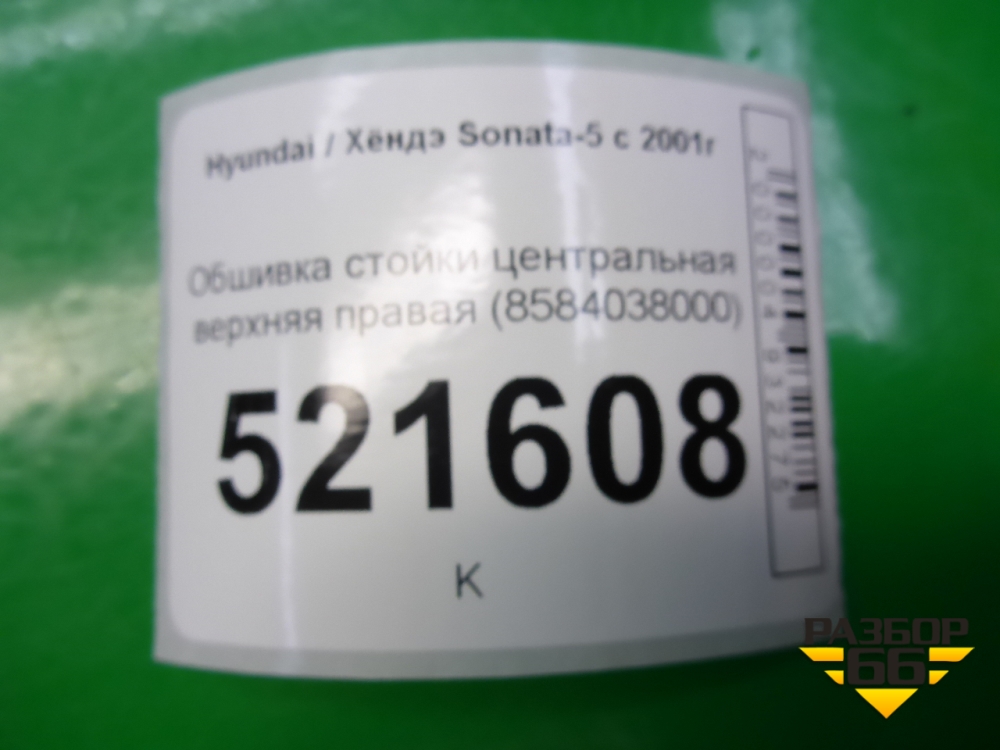 Hyundai / Хёндэ Sonata-5 с 2001г
Обшивка стойки центральная
верхняя правая (8584038000)
521608
К
РАЗБОР
66